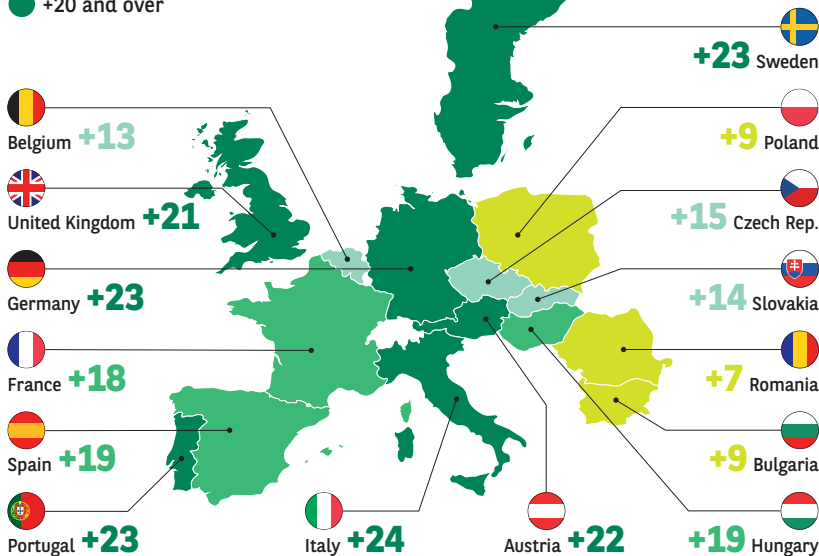 +20 and over
+23 Sweden
Belgium +13
+9 Poland
United Kingdom +21
+15 Czech Rep.
Germany +23
+14 Slovakia
France +18
+7 Romania
Spain +19
+9 Bulgaria
Portugal +23
Italy +24
Austria +22
+19 Hungary